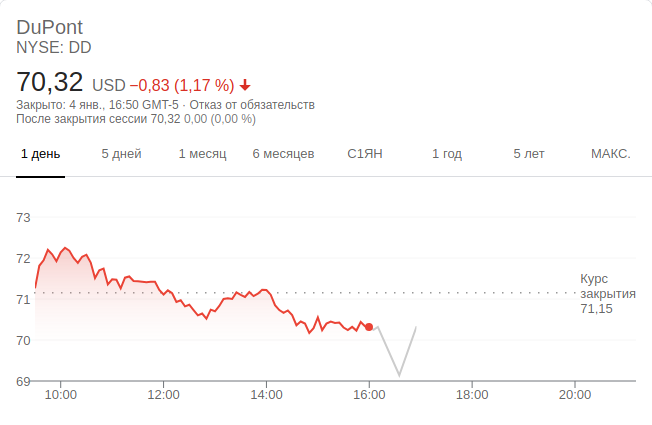 DuPont
NYSE: DD
70,32 USD −0,83 (1,17 %)
Закрыто: 4 янв., 16:50 GMT-5 · Отказ от обязательств
После закрытия сессии 70,32 0,00 (0,00 %)
1 день 5 дней 1 месяц 6 месяцев С1ЯН 1 год 5 лет МАКС.
73
72
71
70
69
Курс
закрытия
71,15
10:00 12:00 14:00 16:00 18:00 20:00